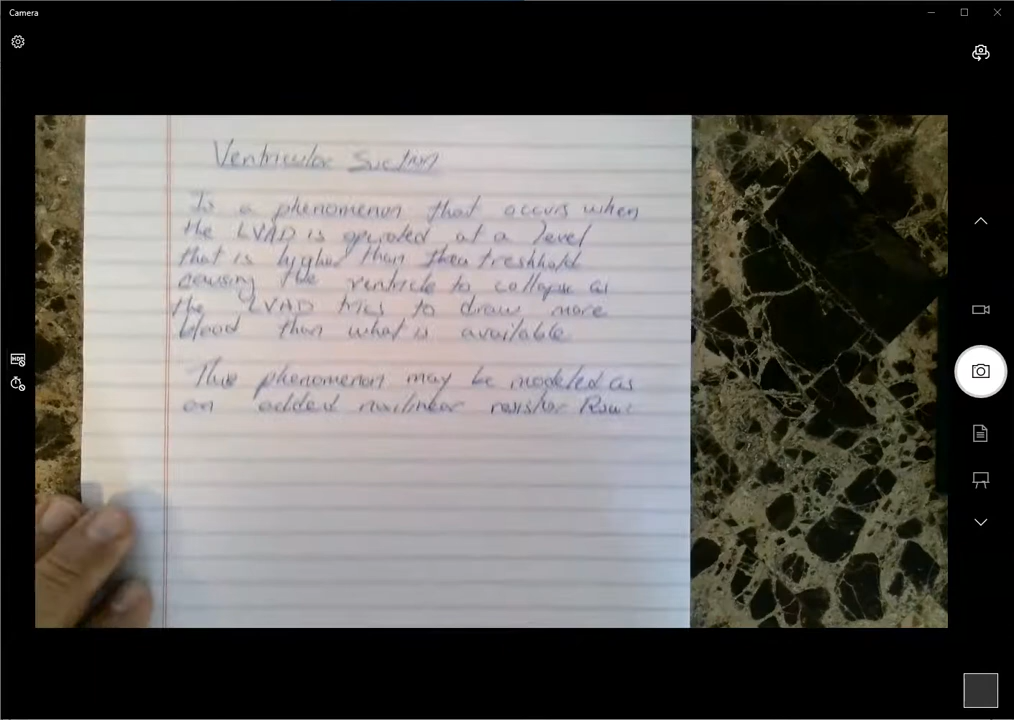 Camera
Ventricular Suction
Is a phenomenon that occurs when
the LVAD is operated at a level
that is higher than then treshhold
causing the ventricle to collapse as
the LVAD tries to draw more
blood than what is available
This phenomenon may be modeled as
an added nonlinear resistor Rsuc